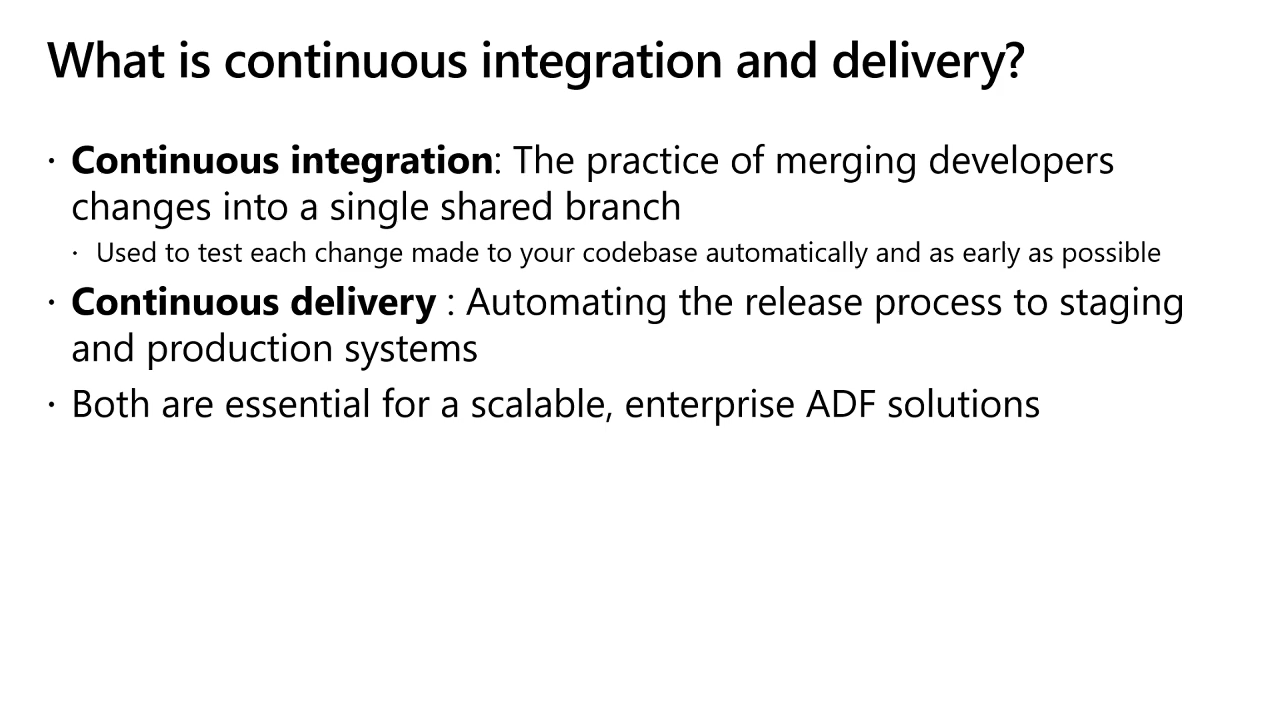 What is continuous integration and delivery?
· Continuous integration: The practice of merging developers
changes into a single shared branch
· Used to test each change made to your codebase automatically and as early as possible
· Continuous delivery : Automating the release process to staging
and production systems
· Both are essential for a scalable, enterprise ADF solutions